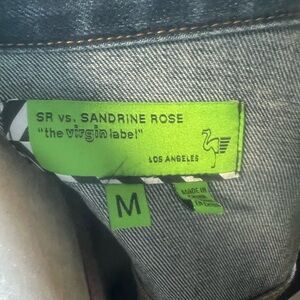 SR vs. SANDRINE ROSE
"the virgin label"
LOS ANGELES
M
MADE IN